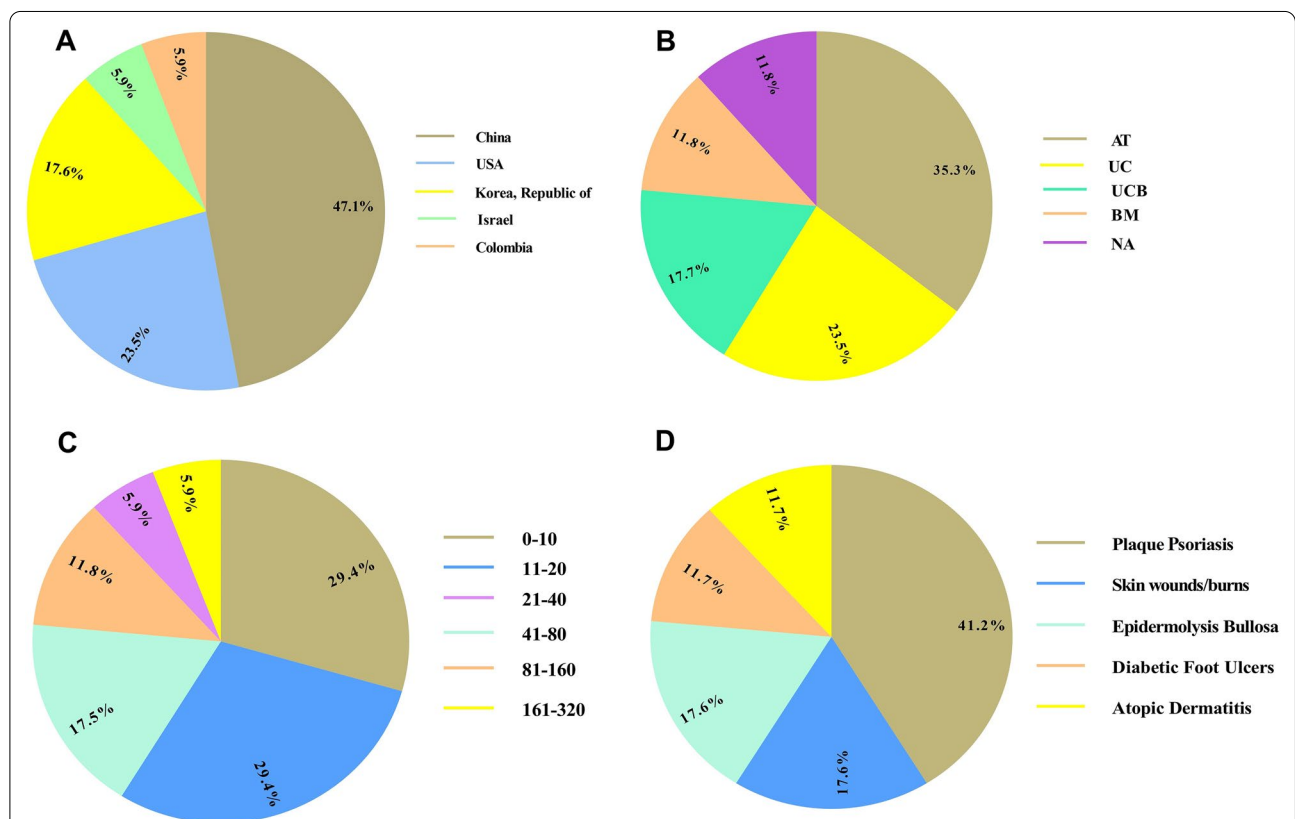 A
5.9%
5.9%
17.6%
47.1%
23.5%
China
USA
Korea, Republic of
Israel
Colombia
B
11.8%
11.8%
35.3%
17.7%
23.5%
AT
UC
UCB
BM
NA
C
5.9%
5.9%
11.8%
29.4%
17.5%
29.4%
0-10
11-20
21-40
41-80
81-160
161-320
D
11.7%
11.7%
41.2%
17.6%
17.6%
Plaque Psoriasis
Skin wounds/burns
Epidermolysis Bullosa
Diabetic Foot Ulcers
Atopic Dermatitis